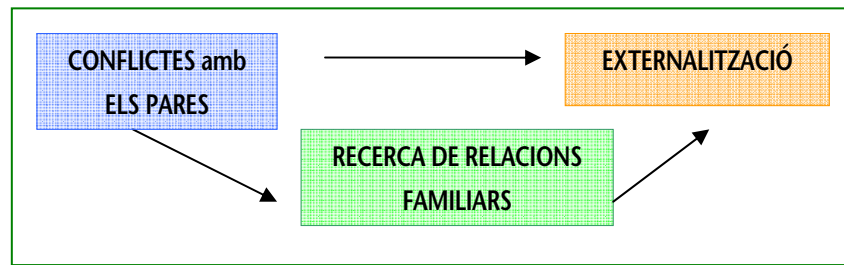 CONFLICTES amb
ELS PARES
EXTERNALITZACIÓ
RECERCA DE RELACIONS
FAMILIARS